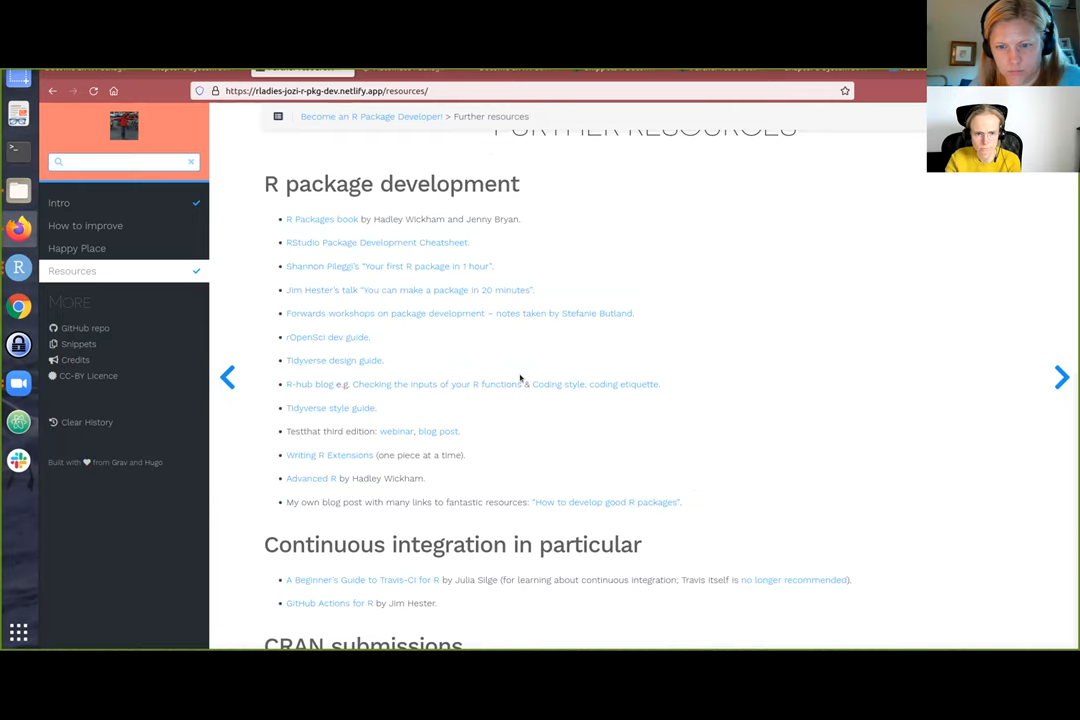 https://rladies-jozi-r-pkg-dev.netlify.app/resources/
Become an R Package Developer! > Further resources
FURTHER RESOURCES
Intro
How to improve
Happy Place
Resources
MORE
GitHub repo
Snippets
Credits
CC-BY Licence
Clear History
Built with from Grav and Hugo
R package development
R Packages book by Hadley Wickham and Jenny Bryan.
RStudio Package Development Cheatsheet.
Shannon Pileggi's "Your first R package in 1 hour".
Jim Hester's talk "You can make a package in 20 minutes".
Forwards workshops on package development – notes taken by Stefanie Butland.
rOpenSci dev guide.
Tidyverse design guide.
R-hub blog e.g. Checking the inputs of your R functions & Coding style, coding etiquette.
Tidyverse style guide.
Testthat third edition: webinar, blog post.
Writing R Extensions (one piece at a time).
Advanced R by Hadley Wickham.
My own blog post with many links to fantastic resources: "How to develop good R packages".
Continuous integration in particular
A Beginner's Guide to Travis-CI for R by Julia Silge (for learning about continuous integration; Travis itself is no longer recommended).
GitHub Actions for R by Jim Hester.
CRAN submissions